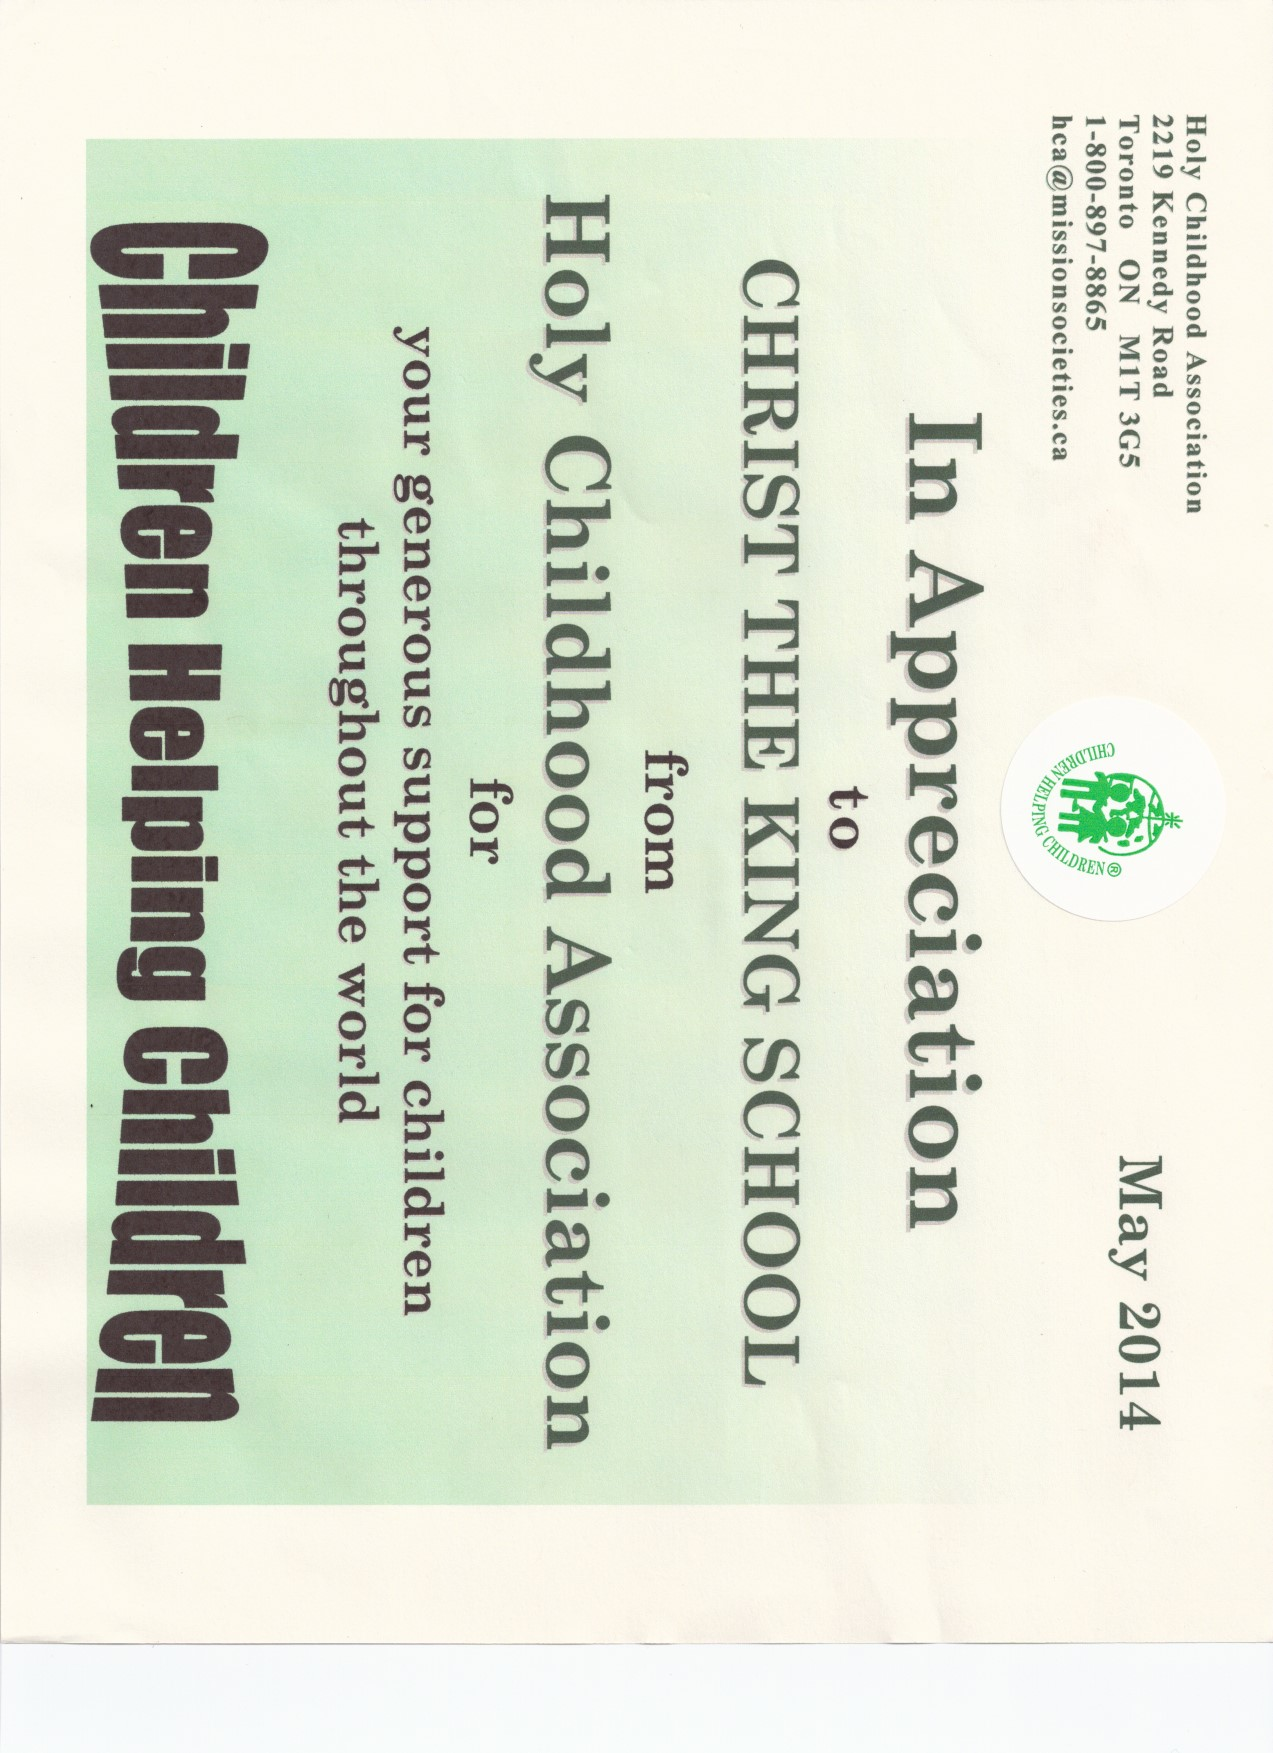 Holy Childhood Association
2219 Kennedy Road
Toronto ON M1T 3G5
1-800-897-8865
hca@missionsocieties.ca
CHILDREN HELPING CHILDREN®
May 2014
In Appreciation
to
CHRIST THE KING SCHOOL
from
Holy Childhood Association
for
your generous support for children
throughout the world
Children Helping Children